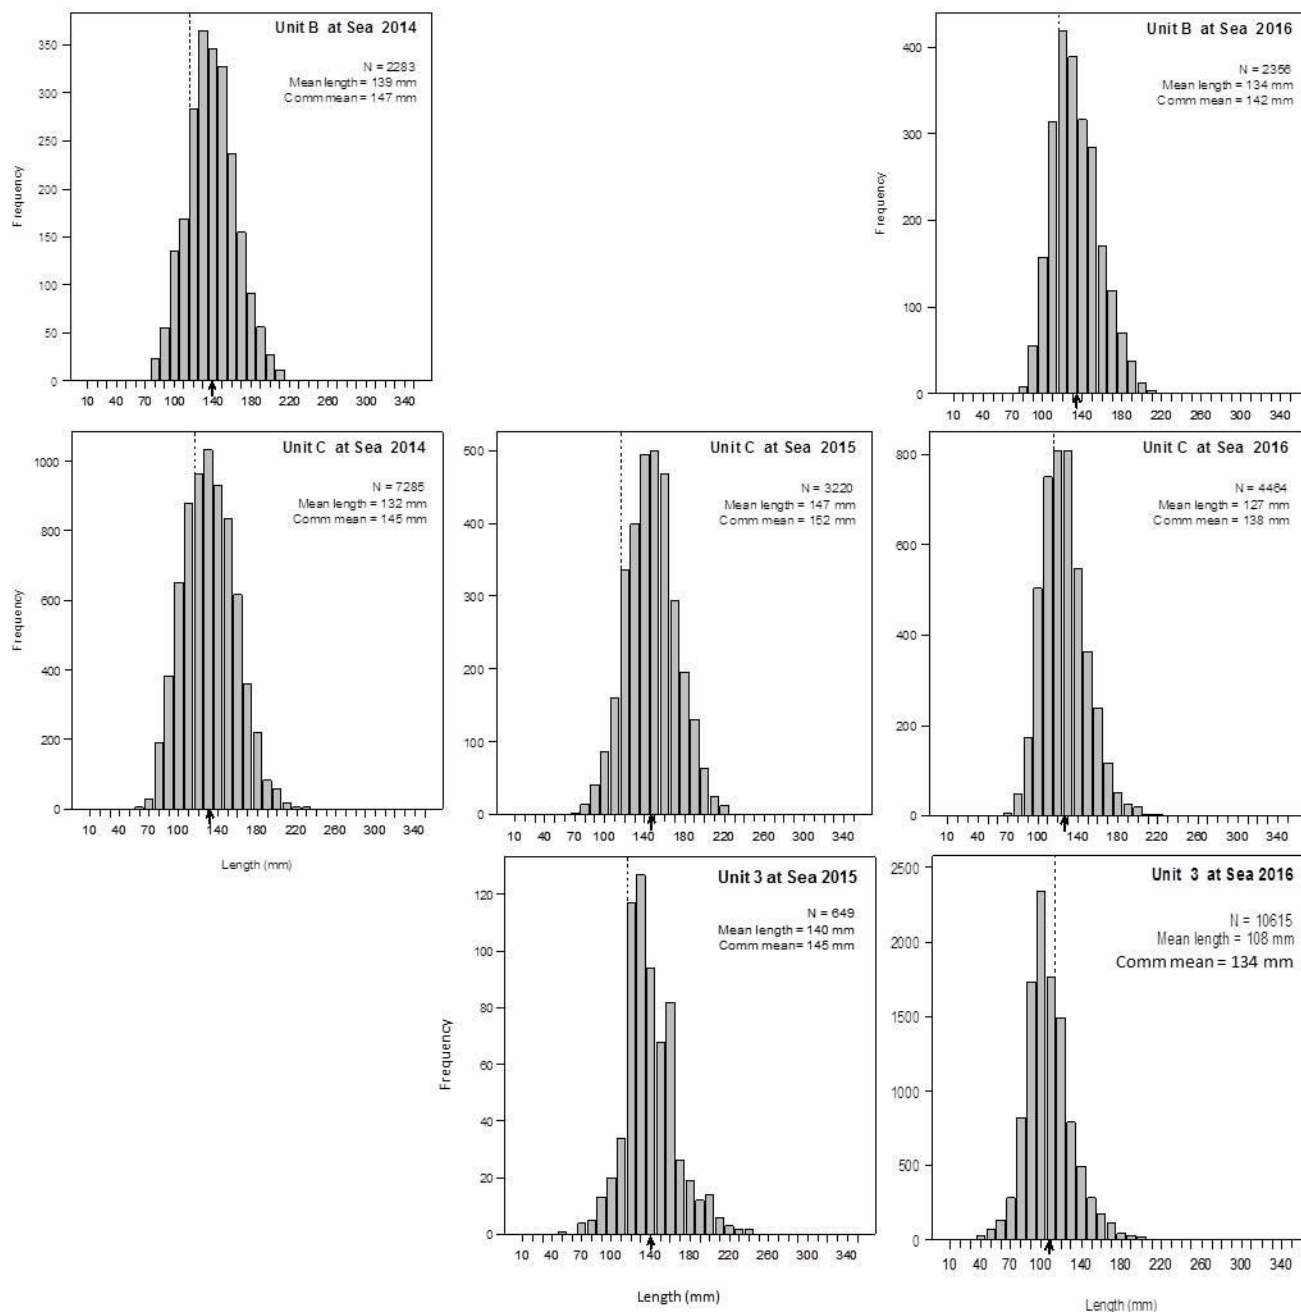 Unit B at Sea 2014
N = 2283
Mean length = 139 mm
Comm mean = 147 mm
Frequency
350
300
250
200
150
100
50
0
10 40 70 100 140 180 220 260 300 340
Unit B at Sea 2016
N = 2356
Mean length = 134 mm
Comm mean = 142 mm
Frequency
400
300
200
100
0
10 40 70 100 140 180 220 260 300 340
Unit C at Sea 2014
N = 7285
Mean length = 132 mm
Comm mean = 145 mm
Frequency
1000
800
600
400
200
0
10 40 70 100 140 180 220 260 300 340
Length (mm)
Unit C at Sea 2015
N = 3220
Mean length = 147 mm
Comm mean = 152 mm
500
400
300
200
100
0
10 40 70 100 140 180 220 260 300 340
Unit C at Sea 2016
N = 4464
Mean length = 127 mm
Comm mean = 138 mm
800
600
400
200
0
10 40 70 100 140 180 220 260 300 340
Unit 3 at Sea 2015
N = 649
Mean length = 140 mm
Comm mean= 145 mm
Frequency
120
100
80
60
40
20
0
10 40 70 100 140 180 220 260 300 340
Length (mm)
Unit 3 at Sea 2016
N = 10615
Mean length = 108 mm
Comm mean = 134 mm
2500
2000
1500
1000
500
0
10 40 70 100 140 180 220 260 300 340
Length (mm)